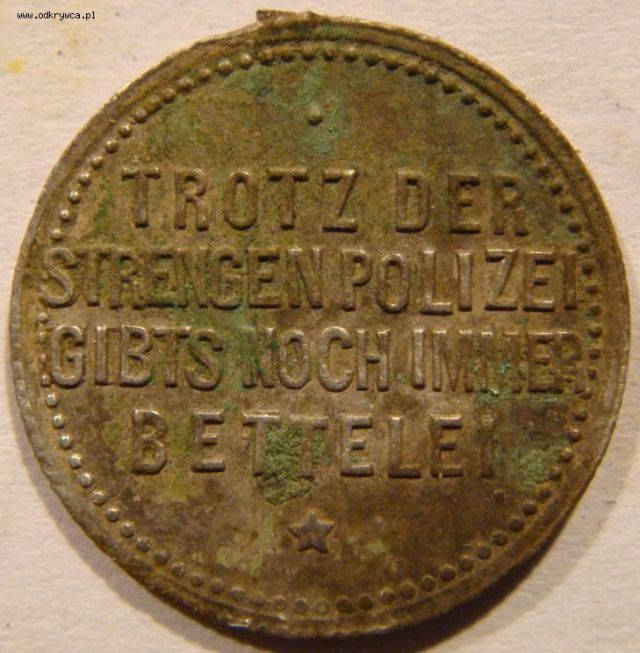 www.odkrywca.pl
TROTZ DER
STRENGEN POLIZEI
GIBTS NOCH IMMER
BETTELEI